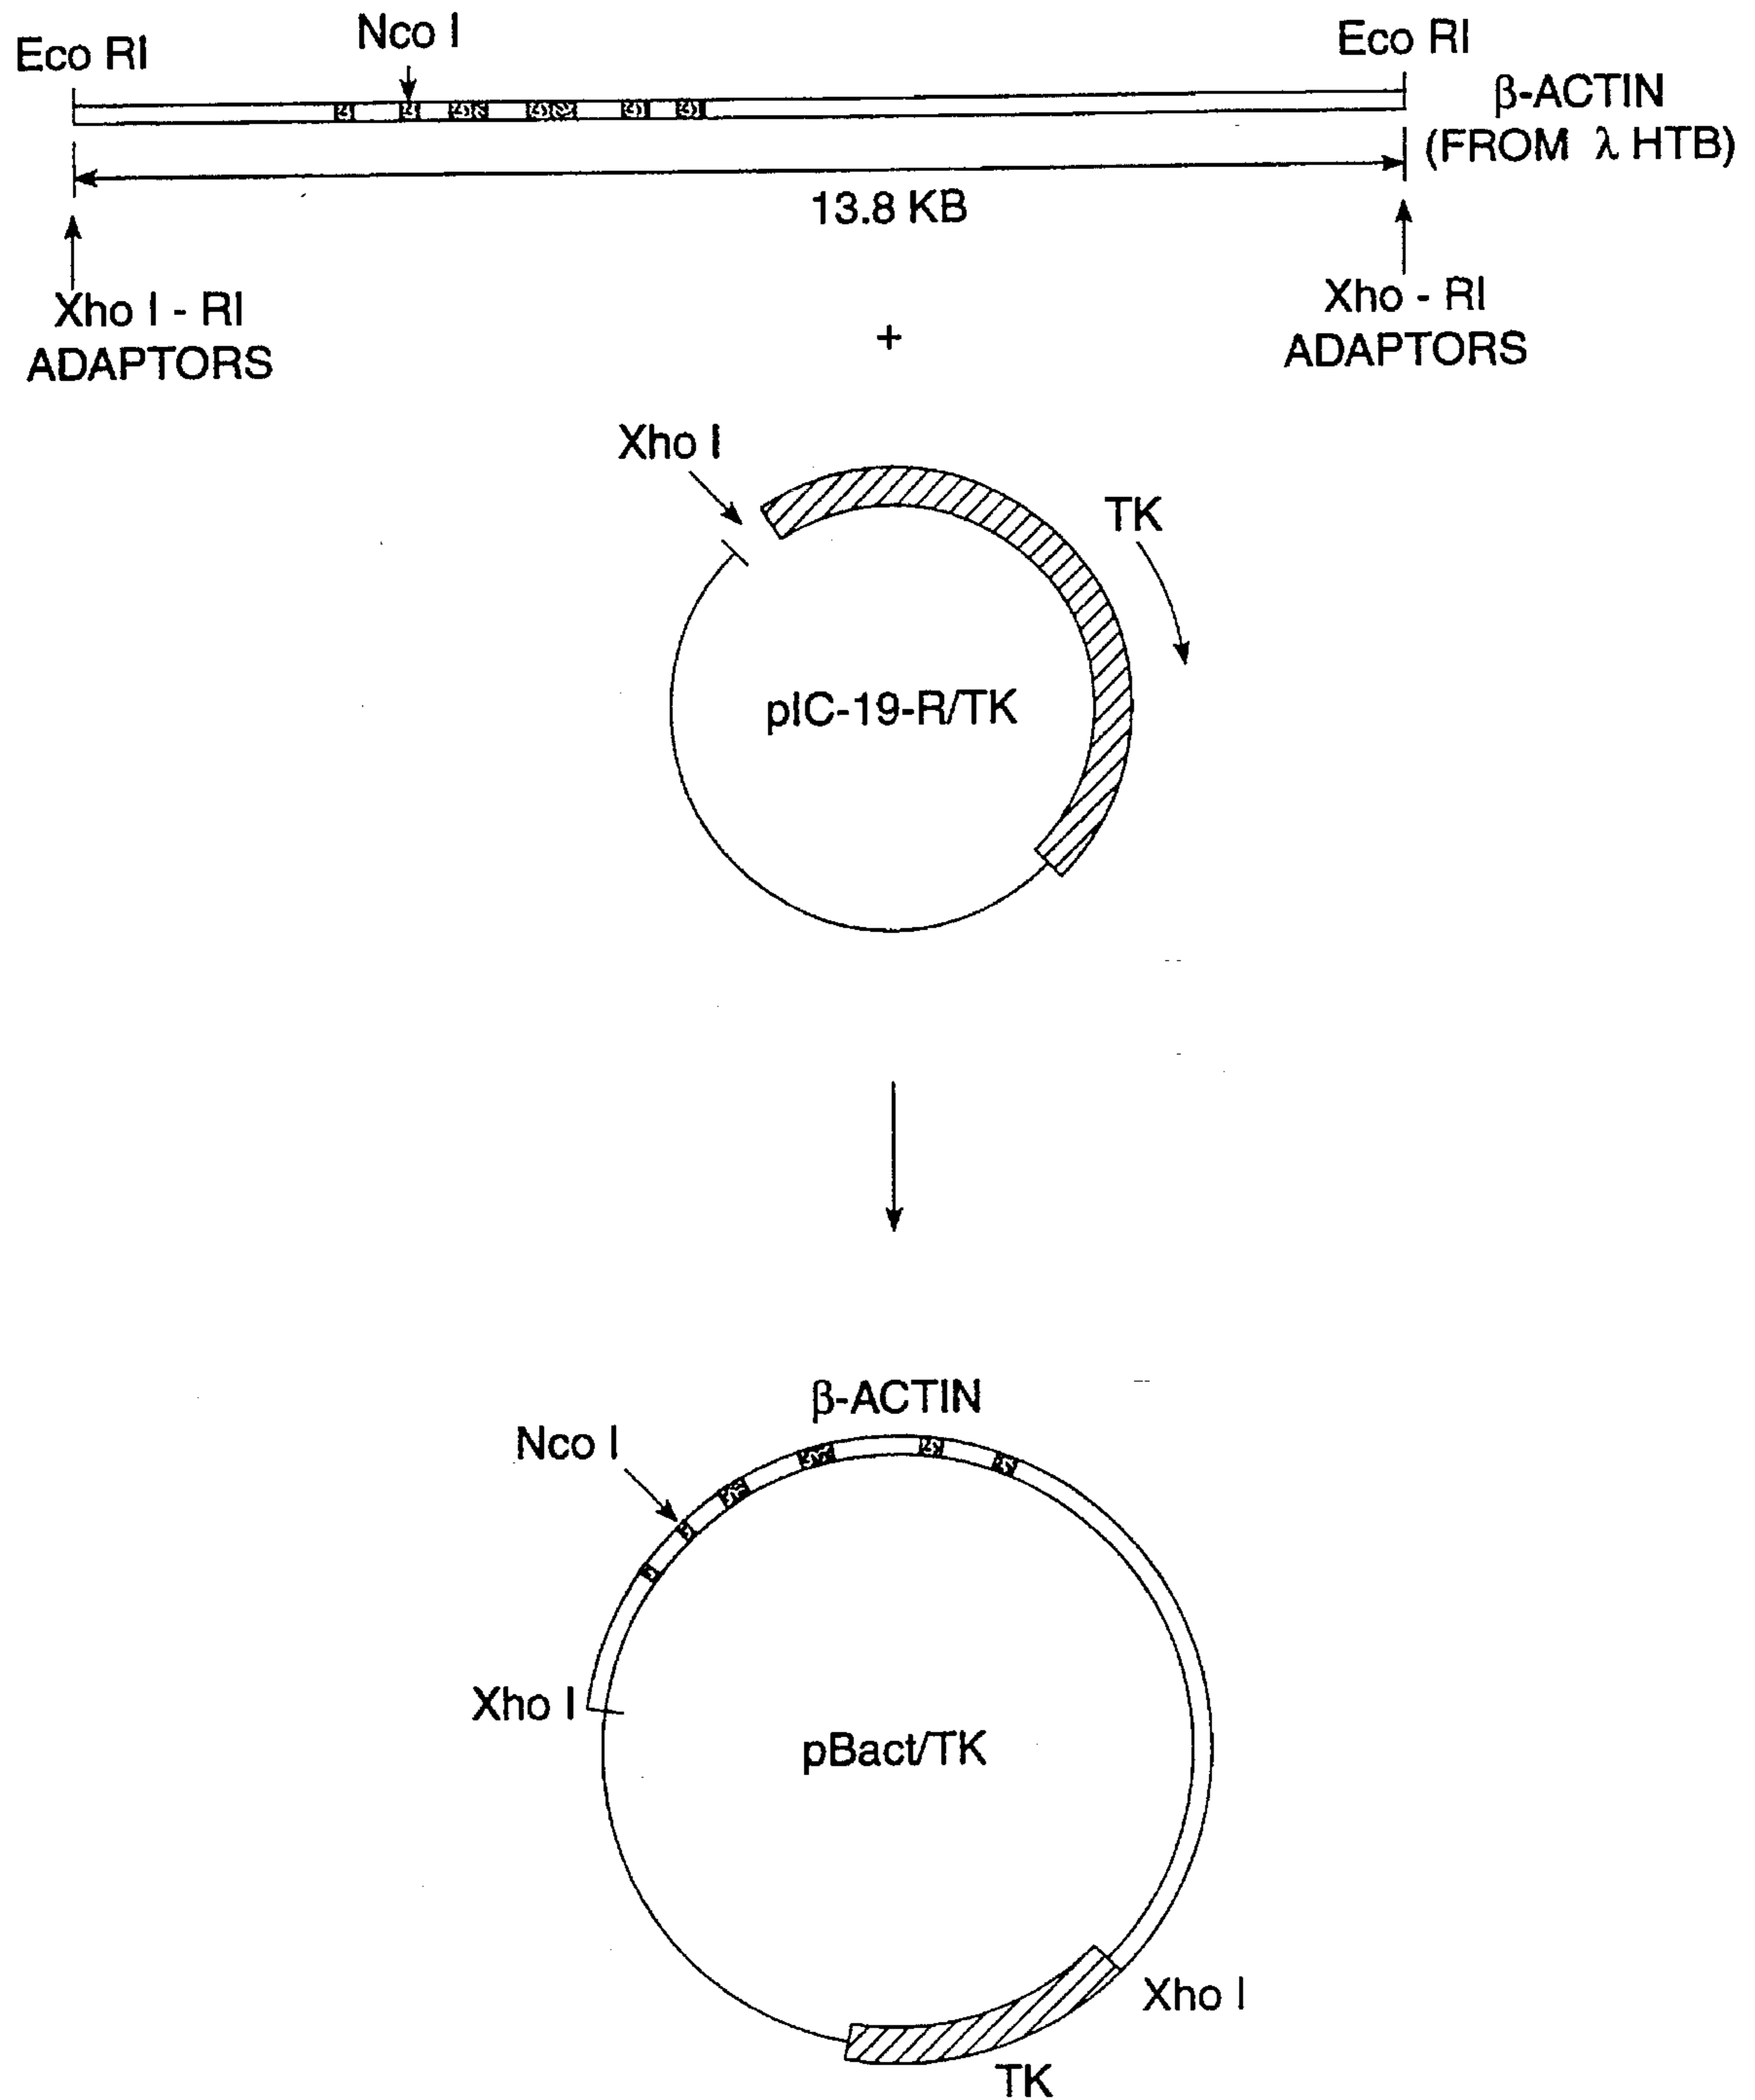 Eco RI
Nco I
Eco RI
β-ACTIN
(FROM λ HTB)
13.8 KB
Xho I - RI
ADAPTORS
+
Xho - RI
ADAPTORS
Xho I
TK
pIC-19-R/TK
β-ACTIN
Nco I
Xho I
pBact/TK
Xho I
TK